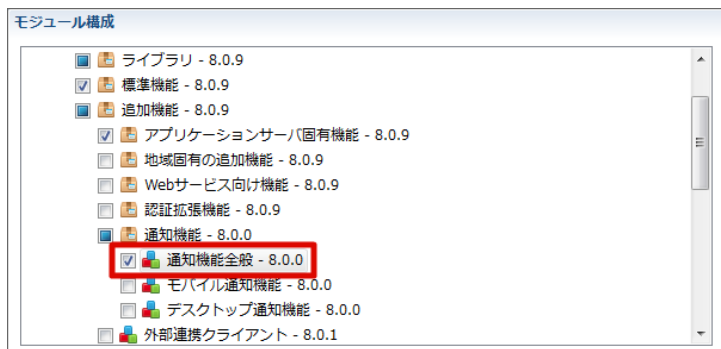 モジュール構成
ライブラリ - 8.0.9
標準機能 - 8.0.9
追加機能 - 8.0.9
アプリケーションサーバ固有機能 - 8.0.9
地域固有の追加機能 - 8.0.9
Webサービス向け機能 - 8.0.9
認証拡張機能 - 8.0.9
通知機能 - 8.0.0
通知機能全般 - 8.0.0
モバイル通知機能 - 8.0.0
デスクトップ通知機能 - 8.0.0
外部連携クライアント - 8.0.1